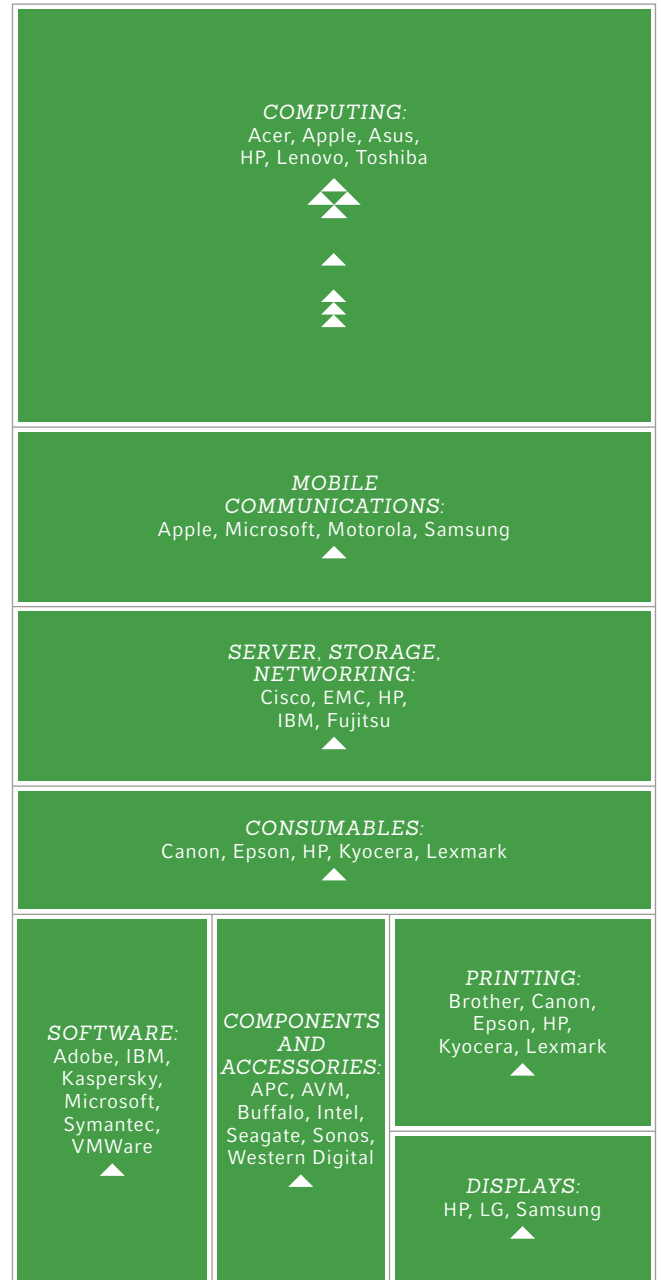 COMPUTING:
Acer, Apple, Asus,
HP, Lenovo, Toshiba
MOBILE
COMMUNICATIONS:
Apple, Microsoft, Motorola, Samsung
SERVER, STORAGE,
NETWORKING:
Cisco, EMC, HP,
IBM, Fujitsu
CONSUMABLES:
Canon, Epson, HP, Kyocera, Lexmark
SOFTWARE:
Adobe, IBM,
Kaspersky,
Microsoft,
Symantec,
VMWare
COMPONENTS
AND
ACCESSORIES:
APC, AVM,
Buffalo, Intel,
Seagate, Sonos,
Western Digital
PRINTING:
Brother, Canon,
Epson, HP,
Kyocera, Lexmark
DISPLAYS:
HP, LG, Samsung